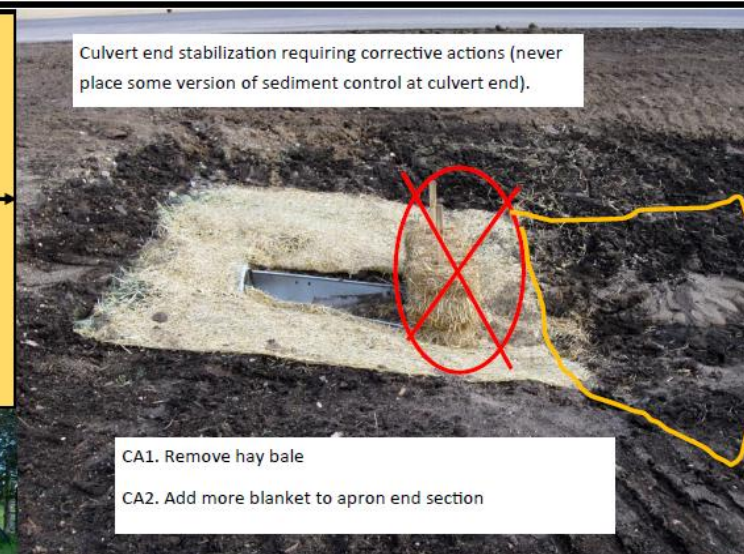 Culvert end stabilization requiring corrective actions (never
place some version of sediment control at culvert end).
CA1. Remove hay bale
CA2. Add more blanket to apron end section